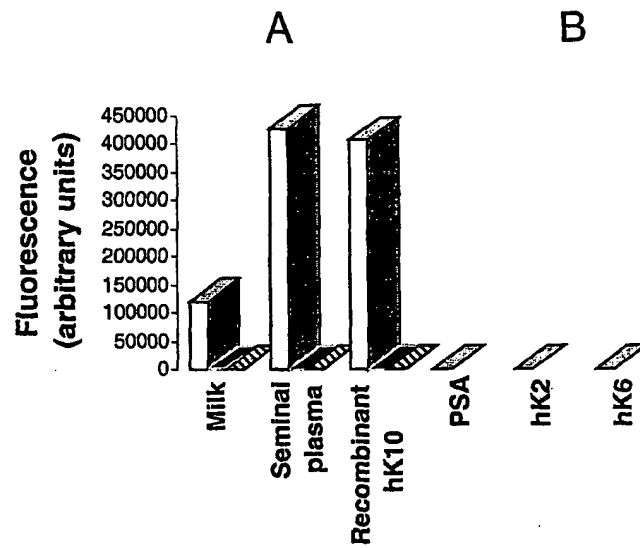 A
B
Fluorescence
(arbitrary units)
450000
400000
350000
300000
250000
200000
150000
100000
50000
0
Milk
Seminal
plasma
Recombinant
hK10
PSA
hK2
hK6